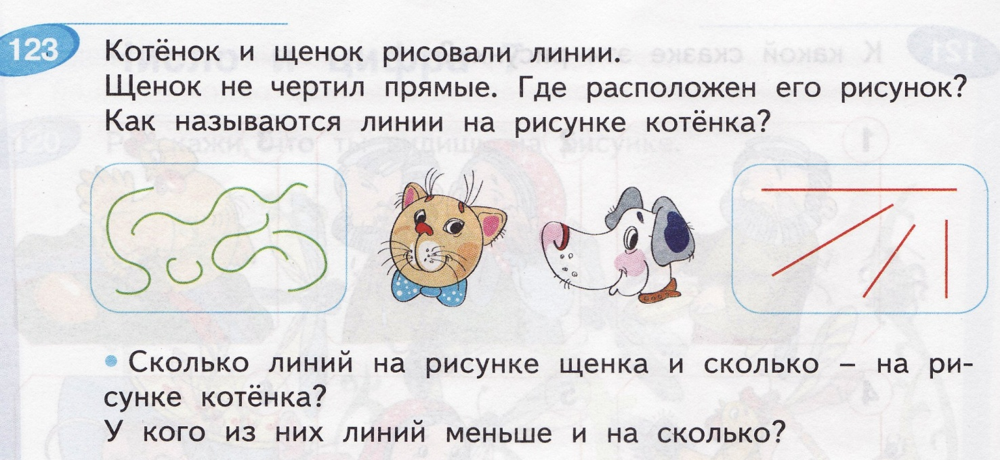 123
Котёнок и щенок рисовали линии.
Щенок не чертил прямые. Где расположен его рисунок?
Как называются линии на рисунке котёнка?
• Сколько линий на рисунке щенка и сколько – на ри-
сунке котёнка?
У кого из них линий меньше и на сколько?